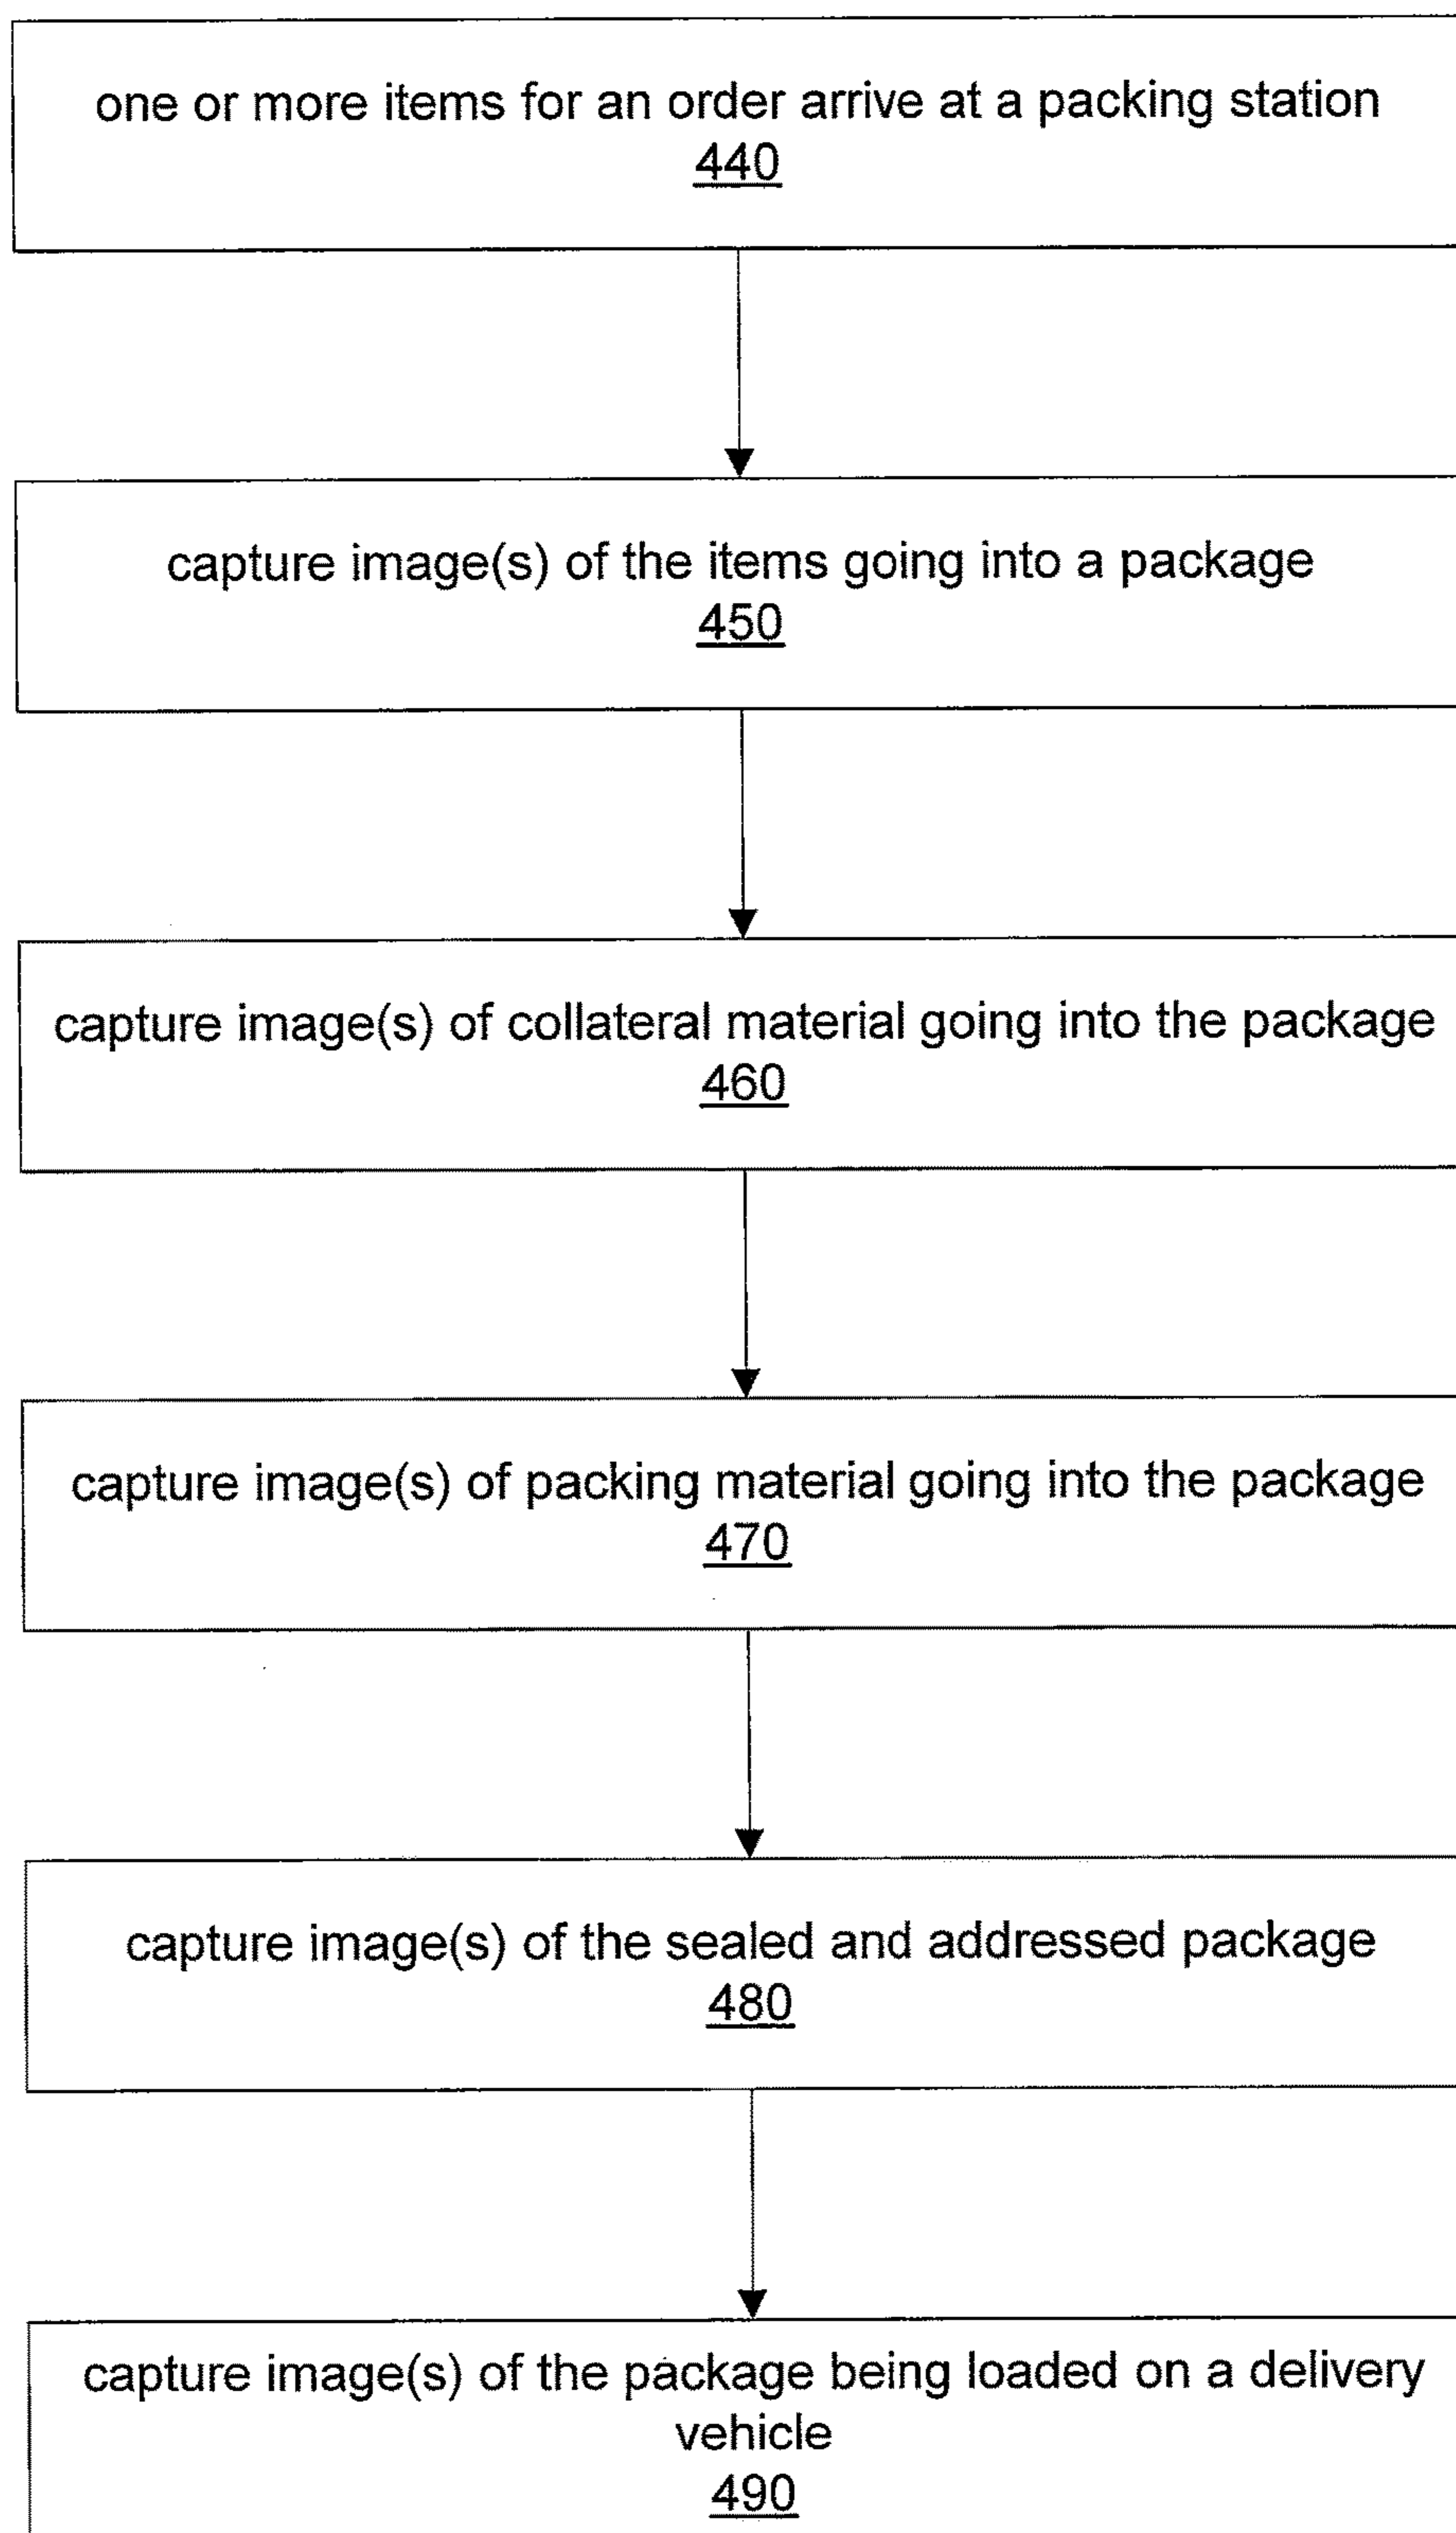 one or more items for an order arrive at a packing station
440
capture image(s) of the items going into a package
450
capture image(s) of collateral material going into the package
460
capture image(s) of packing material going into the package
470
capture image(s) of the sealed and addressed package
480
capture image(s) of the package being loaded on a delivery
vehicle
490